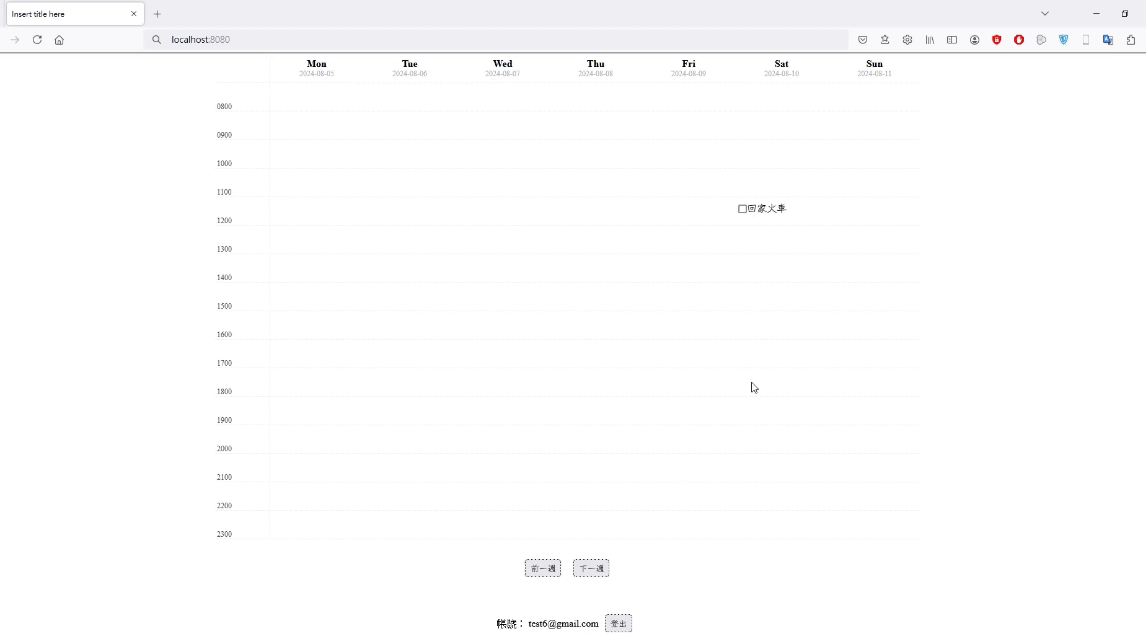 Insert title here
localhost:8080
Mon Tue Wed Thu Fri Sat Sun
2024-08-05 2024-08-06 2024-08-07 2024-08-08 2024-08-09 2024-08-10 2024-08-11
0800
0900
1000
1100
回家火車
1200
1300
1400
1500
1600
1700
1800
1900
2000
2100
2200
2300
前一週 下一週
帳號： test6@gmail.com 登出